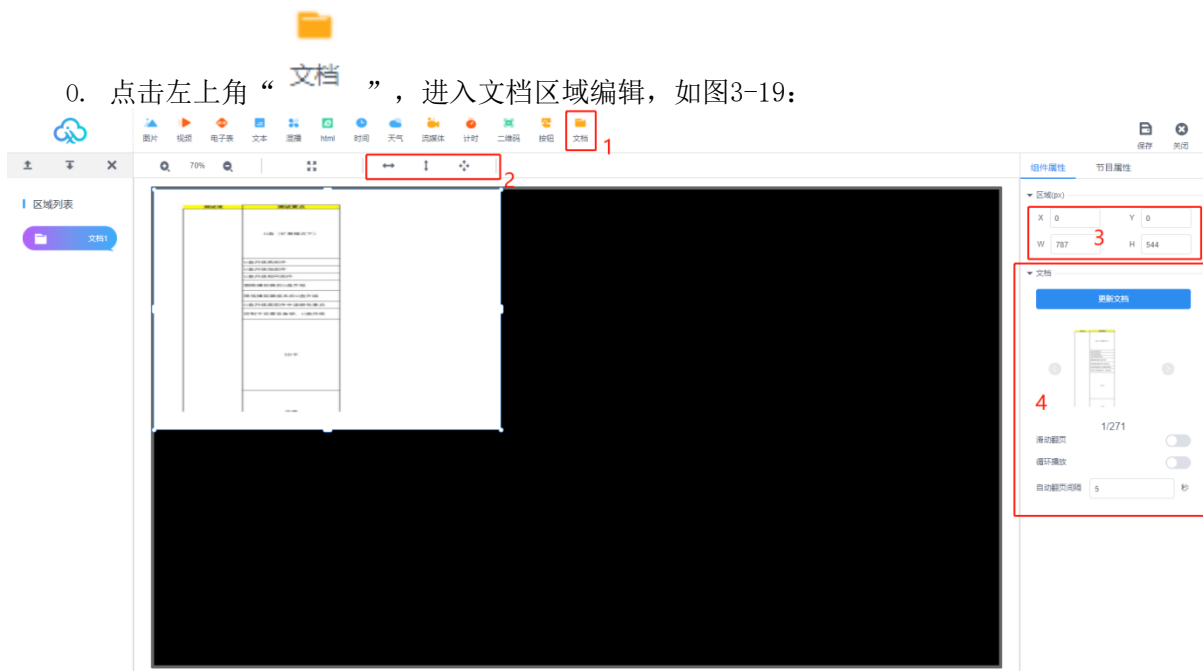 文档
0. 点击左上角“ ”，进入文档区域编辑，如图3-19：
图片 视频 电子表 文本 混播 html 时间 天气 流媒体 计时 二维码 按钮 文档 1
保存 关闭
70%
2
组件属性 节目属性
区域列表
文档1
区域(px)
X 0 Y 0
W 787 3 H 544
文档
更新文档
4
1/271
滑动翻页
循环播放
自动翻页间隔 5 秒